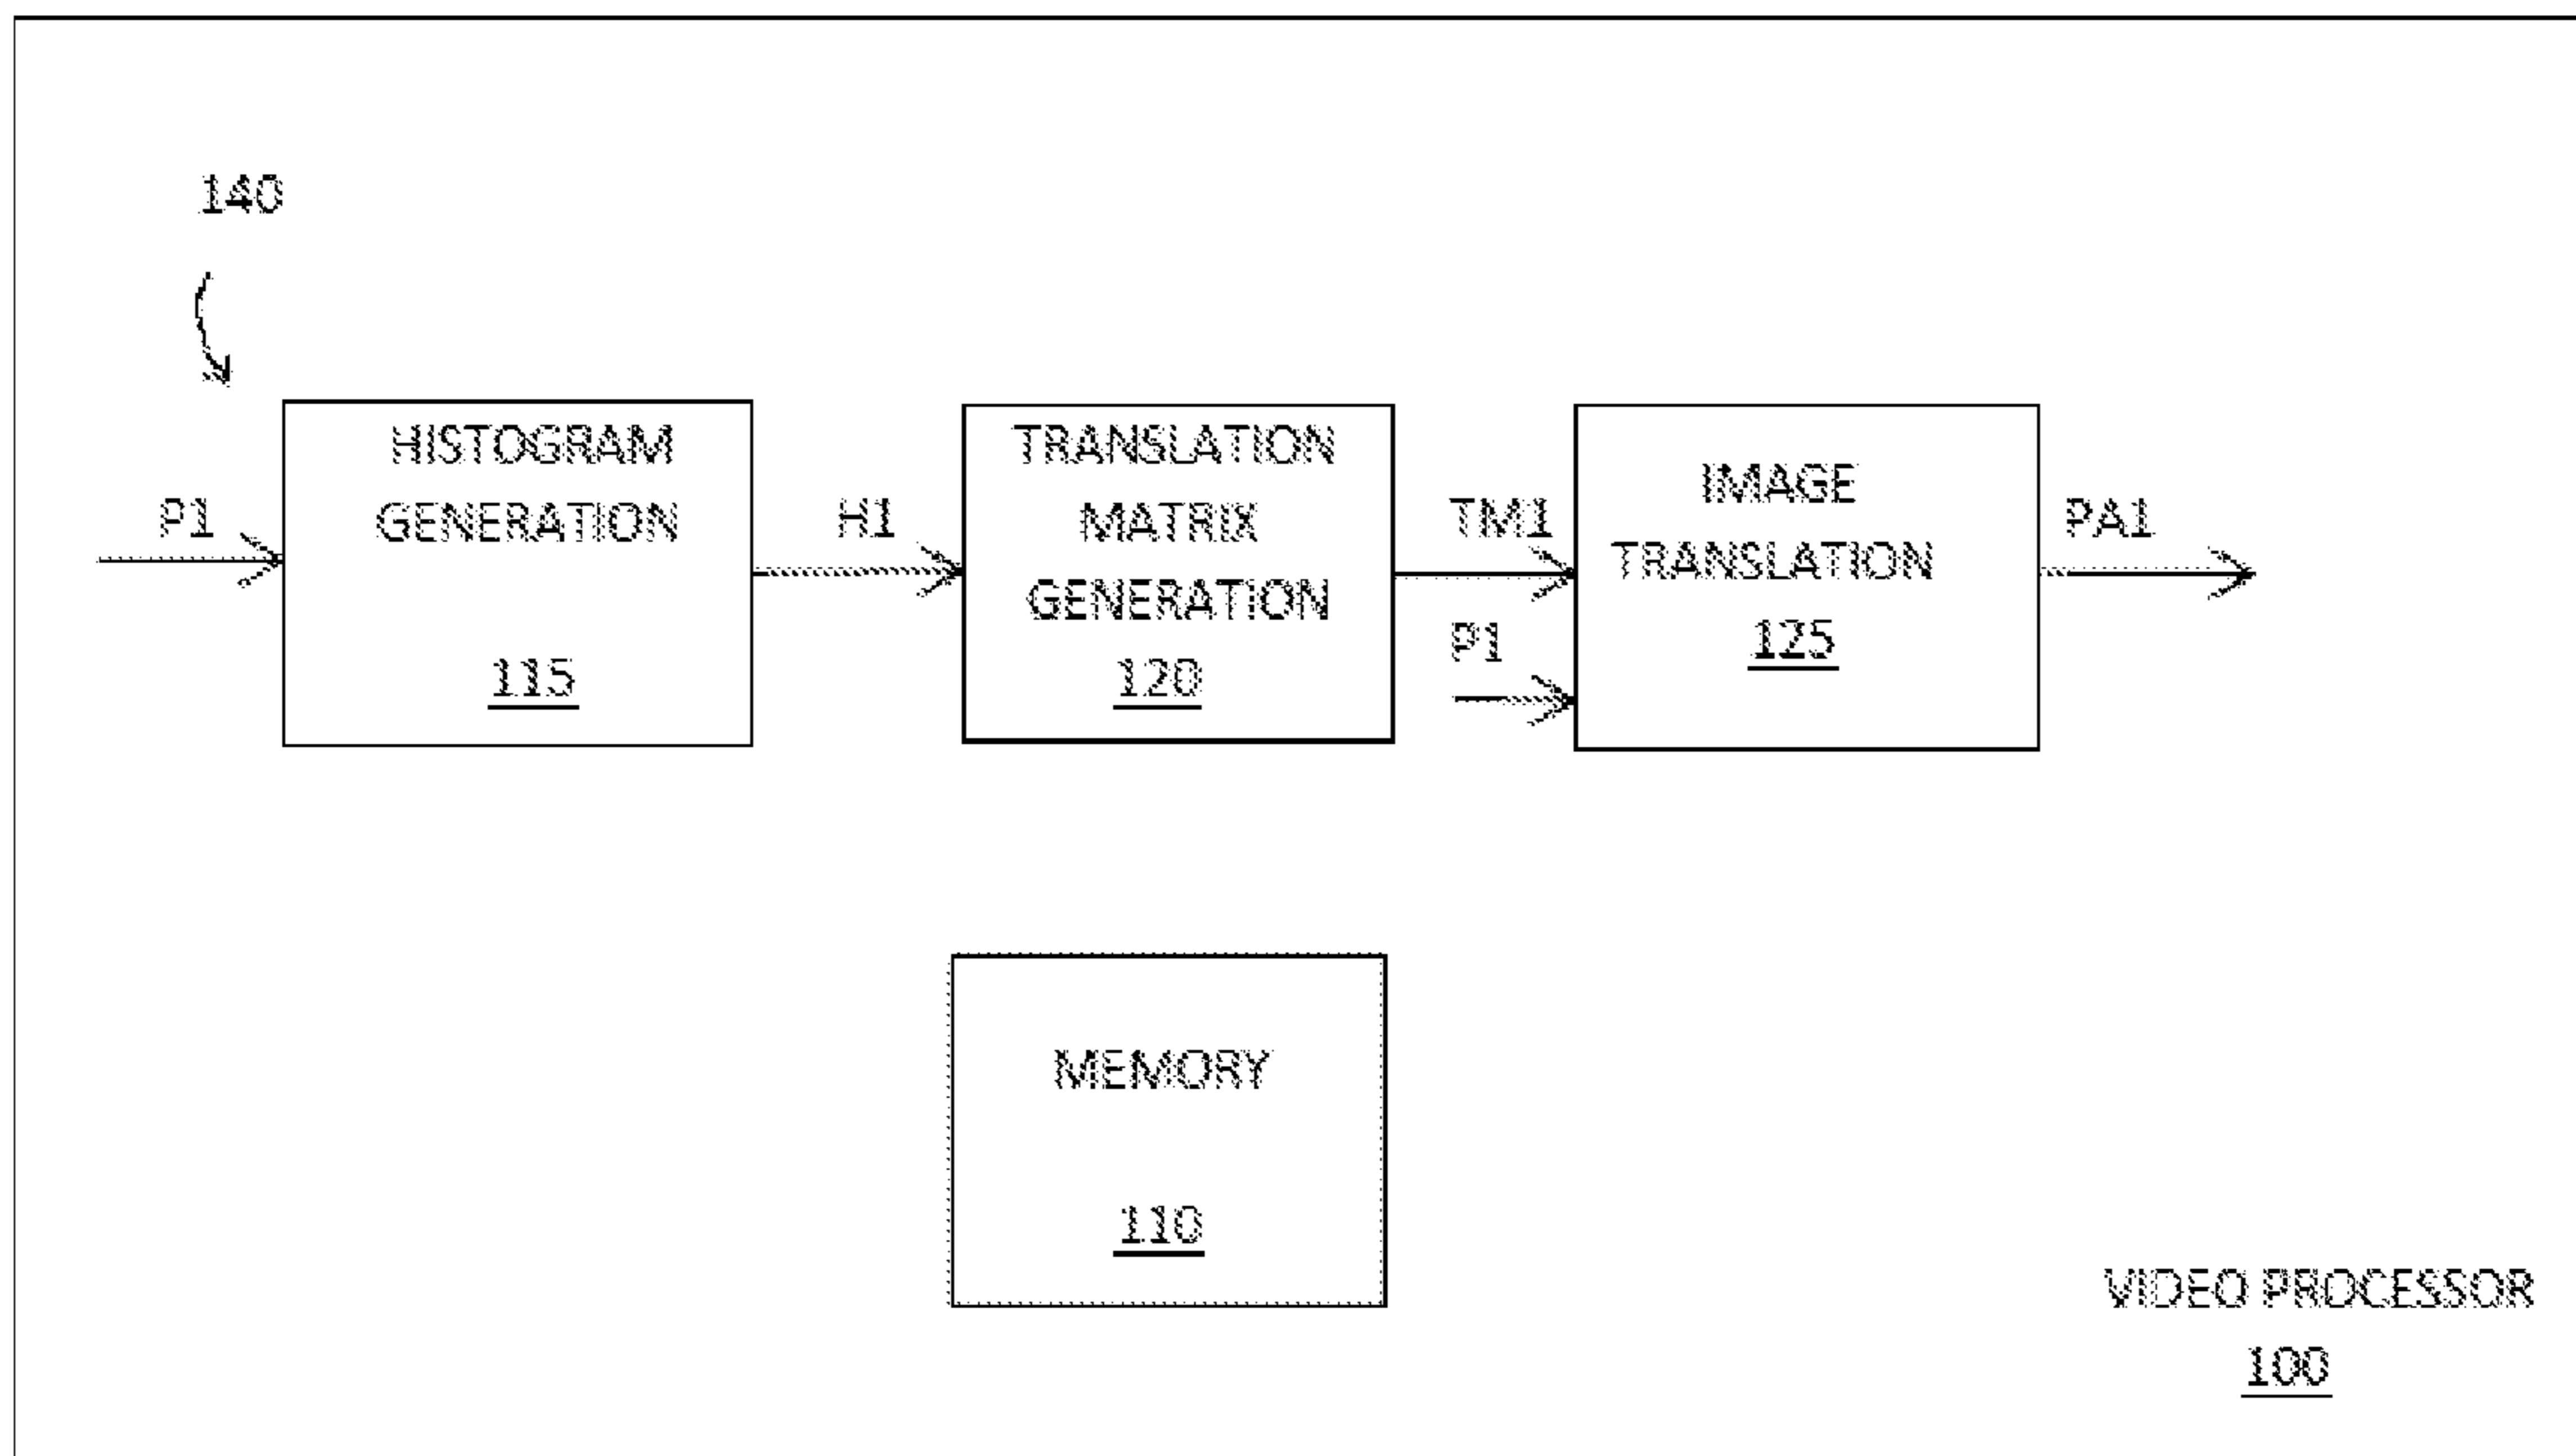 140
P1
HISTOGRAM
GENERATION
115
H1
TRANSLATION
MATRIX
GENERATION
120
TM1
P1
IMAGE
TRANSLATION
125
PA1
MEMORY
110
VIDEO PROCESSOR
100